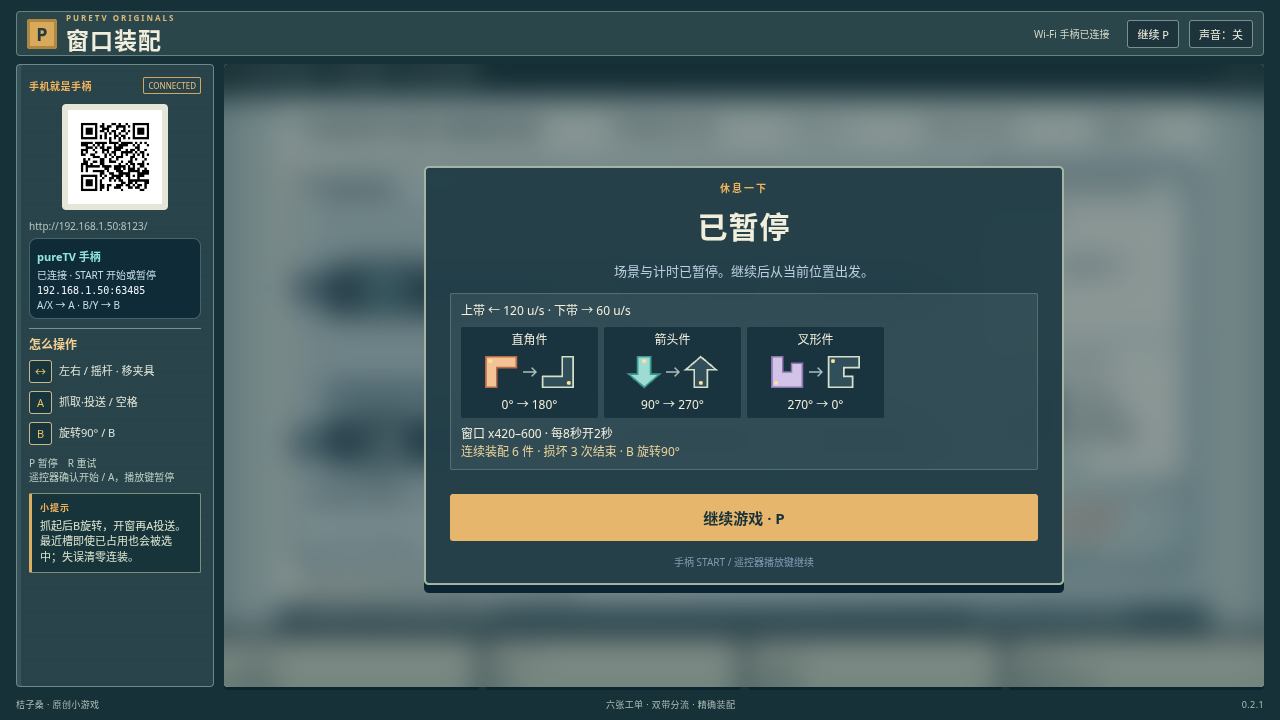 P
PURETV ORIGINALS
窗口装配
Wi-Fi 手柄已连接
继续 P
声音：关
手机就是手柄
CONNECTED
http://192.168.1.50:8123/
pureTV 手柄
已连接 · START 开始或暂停
192.168.1.50:63485
A/X → A · B/Y → B
怎么操作
↔ 左右 / 摇杆 · 移夹具
A 抓取·投送 / 空格
B 旋转90° / B
P 暂停 R 重试
遥控器确认开始 / A，播放键暂停
小提示
抓起后B旋转，开窗再A投送。
最近槽即使已占用也会被选
中；失误清零连装。
休息一下
已暂停
场景与计时已暂停。继续后从当前位置出发。
上带 ← 120 u/s · 下带 → 60 u/s
直角件
→
0° → 180°
箭头件
→
90° → 270°
叉形件
→
270° → 0°
窗口 x420–600 · 每8秒开2秒
连续装配 6 件 · 损坏 3 次结束 · B 旋转90°
继续游戏 · P
手柄 START / 遥控器播放键继续
桔子桑 · 原创小游戏
六张工单 · 双带分流 · 精确装配
0.2.1